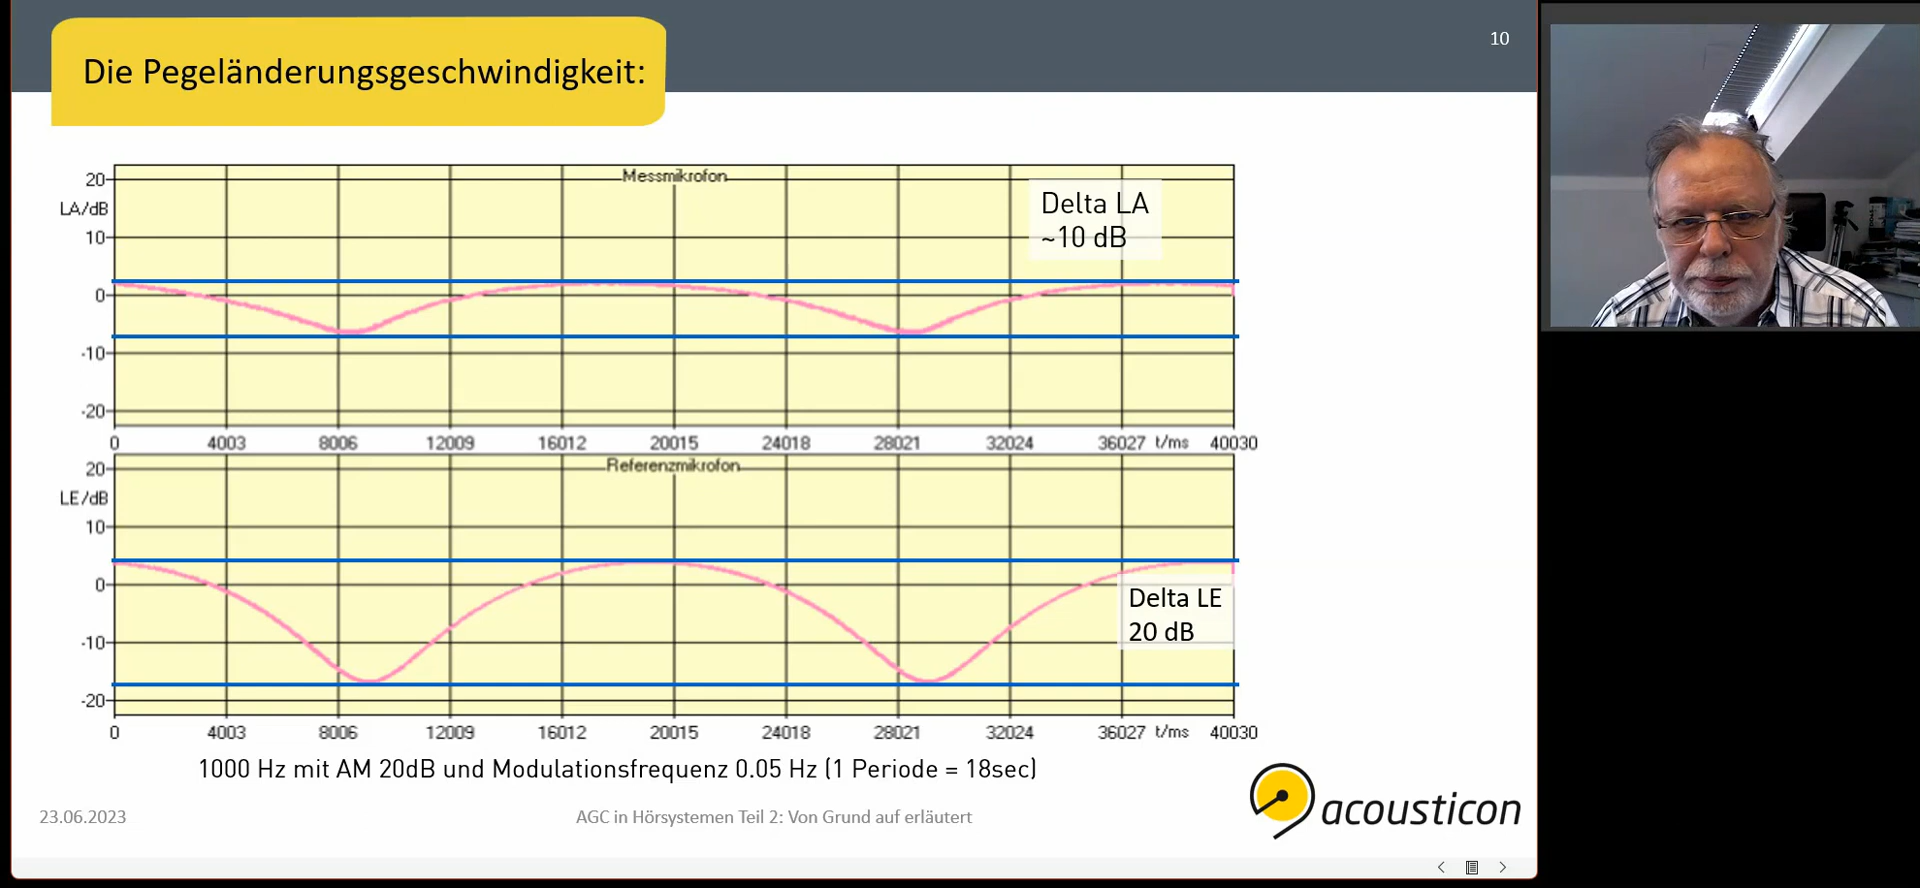 Die Pegeländerungsgeschwindigkeit:
10
Messmikrofon
20
LA/dB
10
0
-10
-20
Delta LA
~10 dB
0 4003 8006 12009 16012 20015 24018 28021 32024 36027 t/ms 40030
Referenzmikrofon
20
LE/dB
10
0
-10
-20
Delta LE
20 dB
0 4003 8006 12009 16012 20015 24018 28021 32024 36027 t/ms 40030
1000 Hz mit AM 20dB und Modulationsfrequenz 0.05 Hz (1 Periode = 18sec)
23.06.2023
AGC in Hörsystemen Teil 2: Von Grund auf erläutert
acousticon